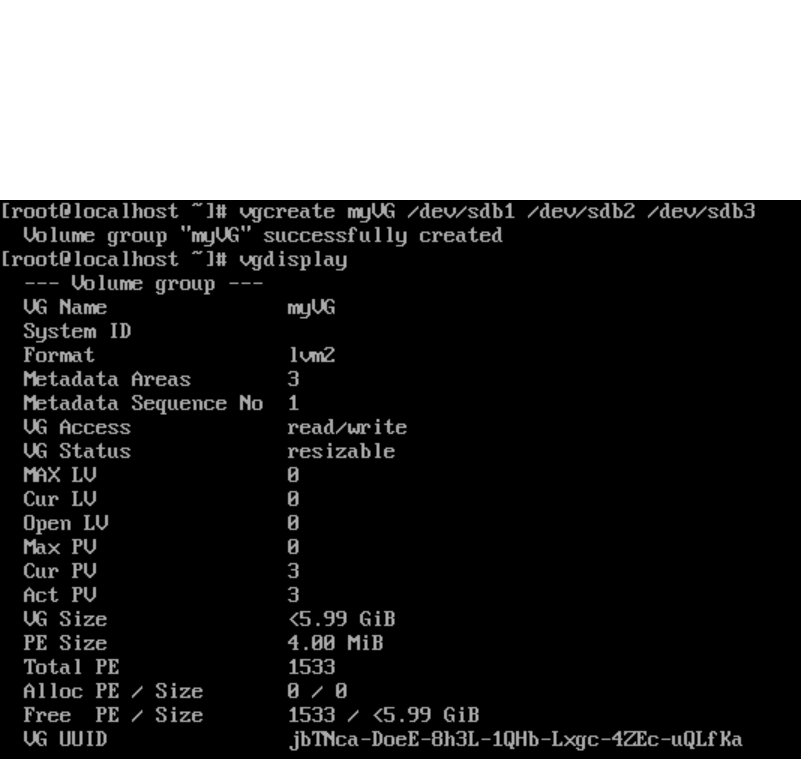 [root@localhost ~]# vgcreate myVG /dev/sdb1 /dev/sdb2 /dev/sdb3
  Volume group "myVG" successfully created
[root@localhost ~]# vgdisplay
  --- Volume group ---
  VG Name               myVG
  System ID
  Format                lvm2
  Metadata Areas        3
  Metadata Sequence No  1
  VG Access             read/write
  VG Status             resizable
  MAX LV                0
  Cur LV                0
  Open LV               0
  Max PV                0
  Cur PV                3
  Act PV                3
  VG Size               <5.99 GiB
  PE Size               4.00 MiB
  Total PE              1533
  Alloc PE / Size       0 / 0
  Free  PE / Size       1533 / <5.99 GiB
  VG UUID               jbTNca-DoeE-8h3L-1QHb-Lxgc-4ZEc-uQLfKa